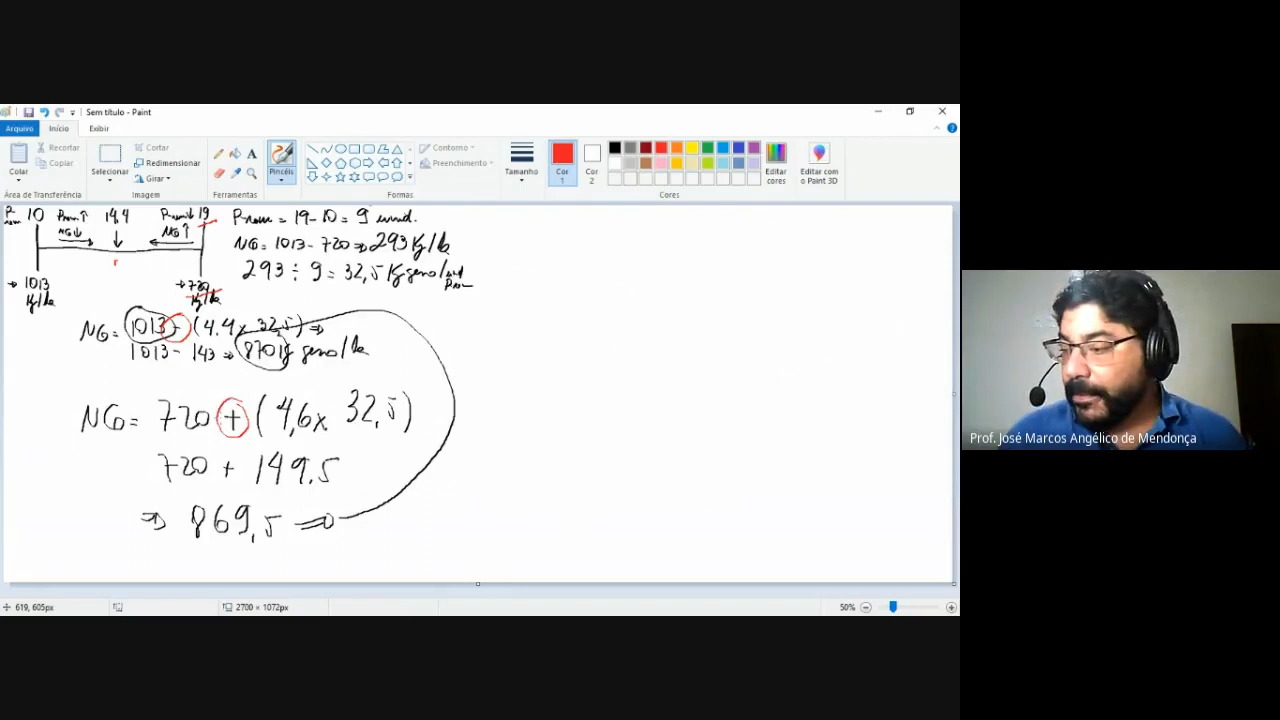 Sem título - Paint
Arquivo Início Exibir
Colar
Recortar
Copiar
Área de Transferência
Selecionar
Cortar
Redimensionar
Girar
Imagem
A
Ferramentas
Pincéis
Contorno
Preenchimento
Formas
Tamanho
Cor 1
Cor 2
Cores
Editar cores
Editar com o Paint 3D
10 Prom↑ 14,4 19
NG↓ NG↑
1013 Kg/ha
720 Kg/ha
P-rom = 19-10 = 9 unid.
NG = 1013 - 720 ⇒ 293 Kg/ha
293 ÷ 9 = 32,5 Kg
NG = 1013 - (4.4 x 32,5) ⇒
1013 - 143 ⇒ 870 Kg gesso/ha
NG = 720 + (4,6 x 32,5)
720 + 149.5
⇒ 869,5 ⇒
Prof. José Marcos Angélico de Mendonça
619, 605px
2700 × 1072px
50%